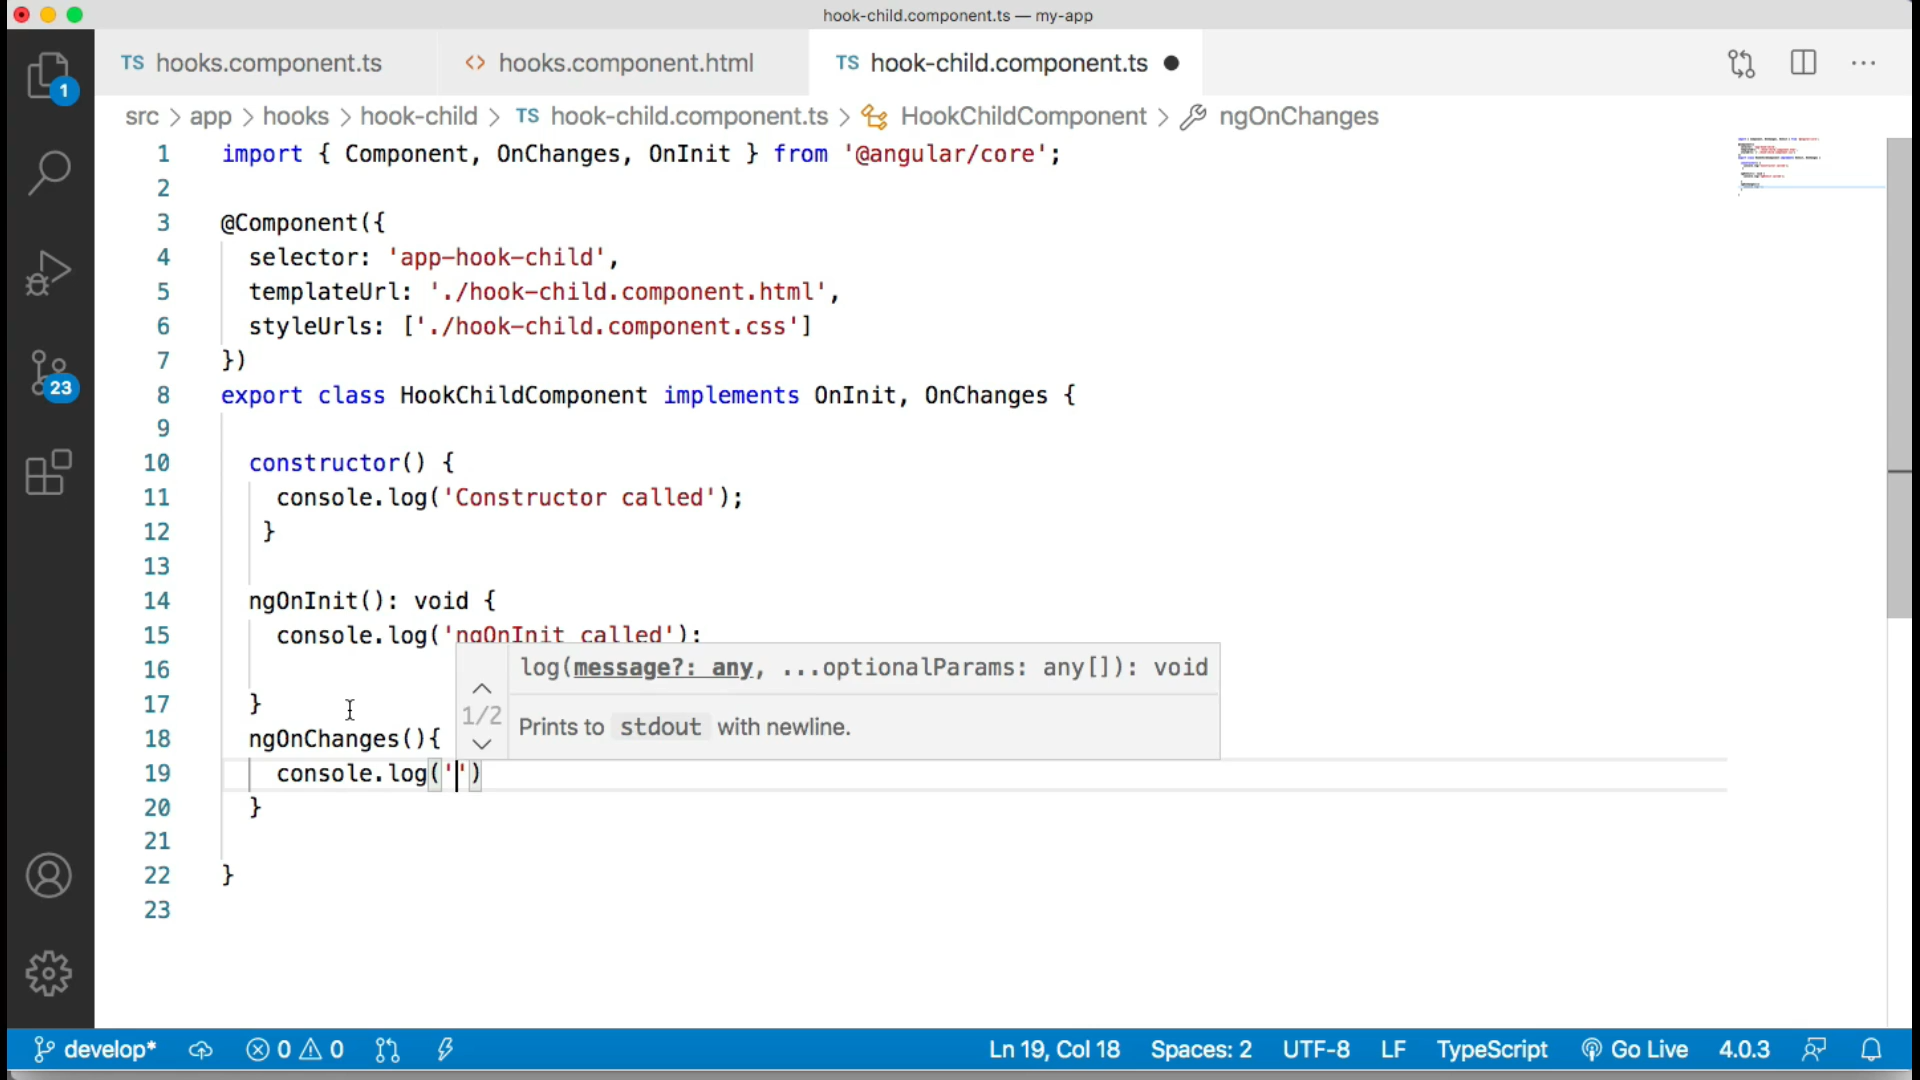 hook-child.component.ts — my-app
TS hooks.component.ts <> hooks.component.html TS hook-child.component.ts
src > app > hooks > hook-child > TS hook-child.component.ts > HookChildComponent > ngOnChanges
1 import { Component, OnChanges, OnInit } from '@angular/core';
2
3 @Component({
4 selector: 'app-hook-child',
5 templateUrl: './hook-child.component.html',
6 styleUrls: ['./hook-child.component.css']
7 })
8 export class HookChildComponent implements OnInit, OnChanges {
9
10 constructor() {
11 console.log('Constructor called');
12 }
13
14 ngOnInit(): void {
15 console.log('ngOnInit called');
16
log(message?: any, ...optionalParams: any[]): void
1/2
Prints to stdout with newline.
17 }
18 ngOnChanges(){
19 console.log('')
20 }
21
22 }
23
1
23
develop* 0 0 Ln 19, Col 18 Spaces: 2 UTF-8 LF TypeScript Go Live 4.0.3